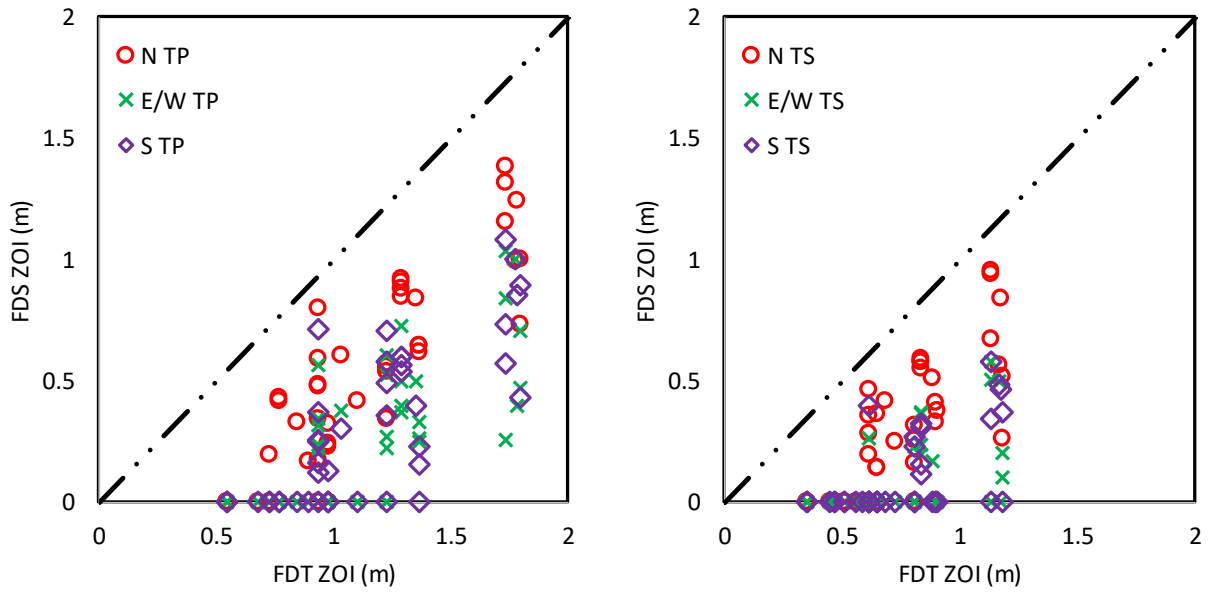 2
1.5
1
0.5
0
0
0.5
1
1.5
2
FDS ZOI (m)
FDT ZOI (m)
N TP
E/W TP
S TP
2
1.5
1
0.5
0
0
0.5
1
1.5
2
FDS ZOI (m)
FDT ZOI (m)
N TS
E/W TS
S TS